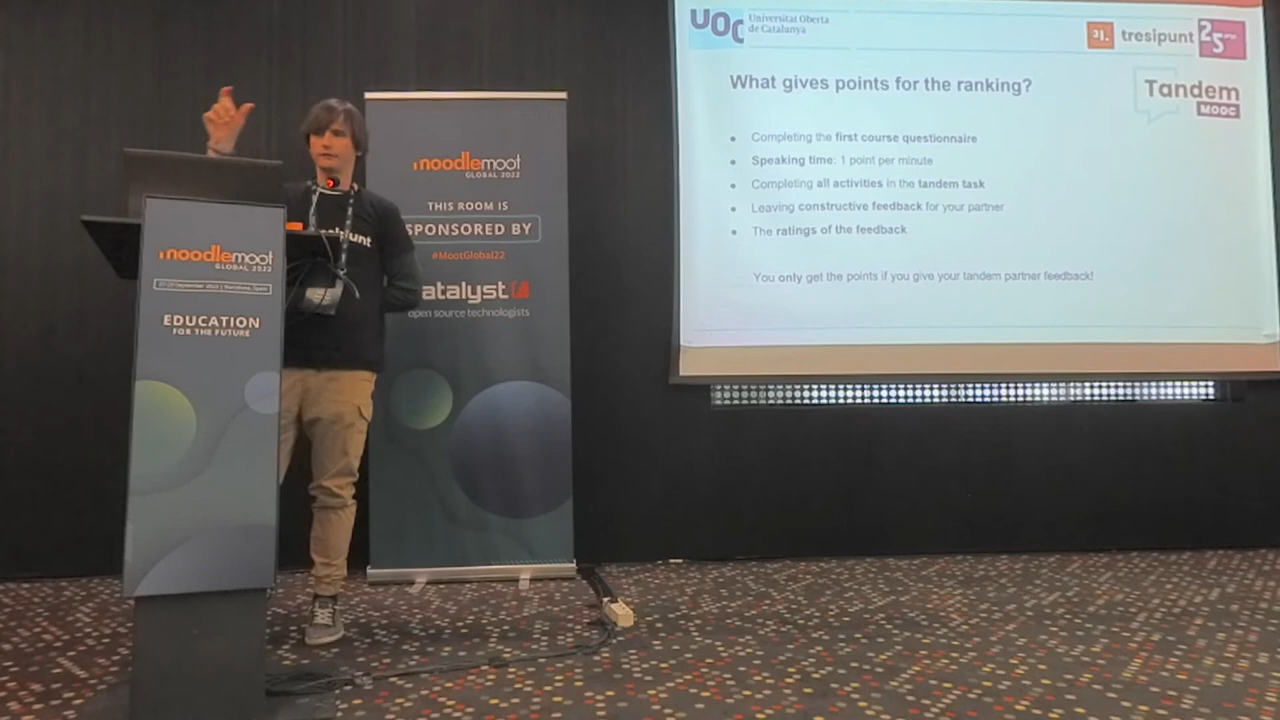 moodlemoot
GLOBAL 2022
EDUCATION
FOR THE FUTURE
moodlemoot
GLOBAL 2022
THIS ROOM IS
SPONSORED BY
#MootGlobal22
atalyst
open source technologists
UOC
Universitat Oberta
de Catalunya
31.
tresipunt
25
Tandem
MOOC
What gives points for the ranking?
• Completing the first course questionnaire
• Speaking time: 1 point per minute
• Completing all activities in the tandem task
• Leaving constructive feedback for your partner
• The ratings of the feedback
You only get the points if you give your tandem partner feedback!